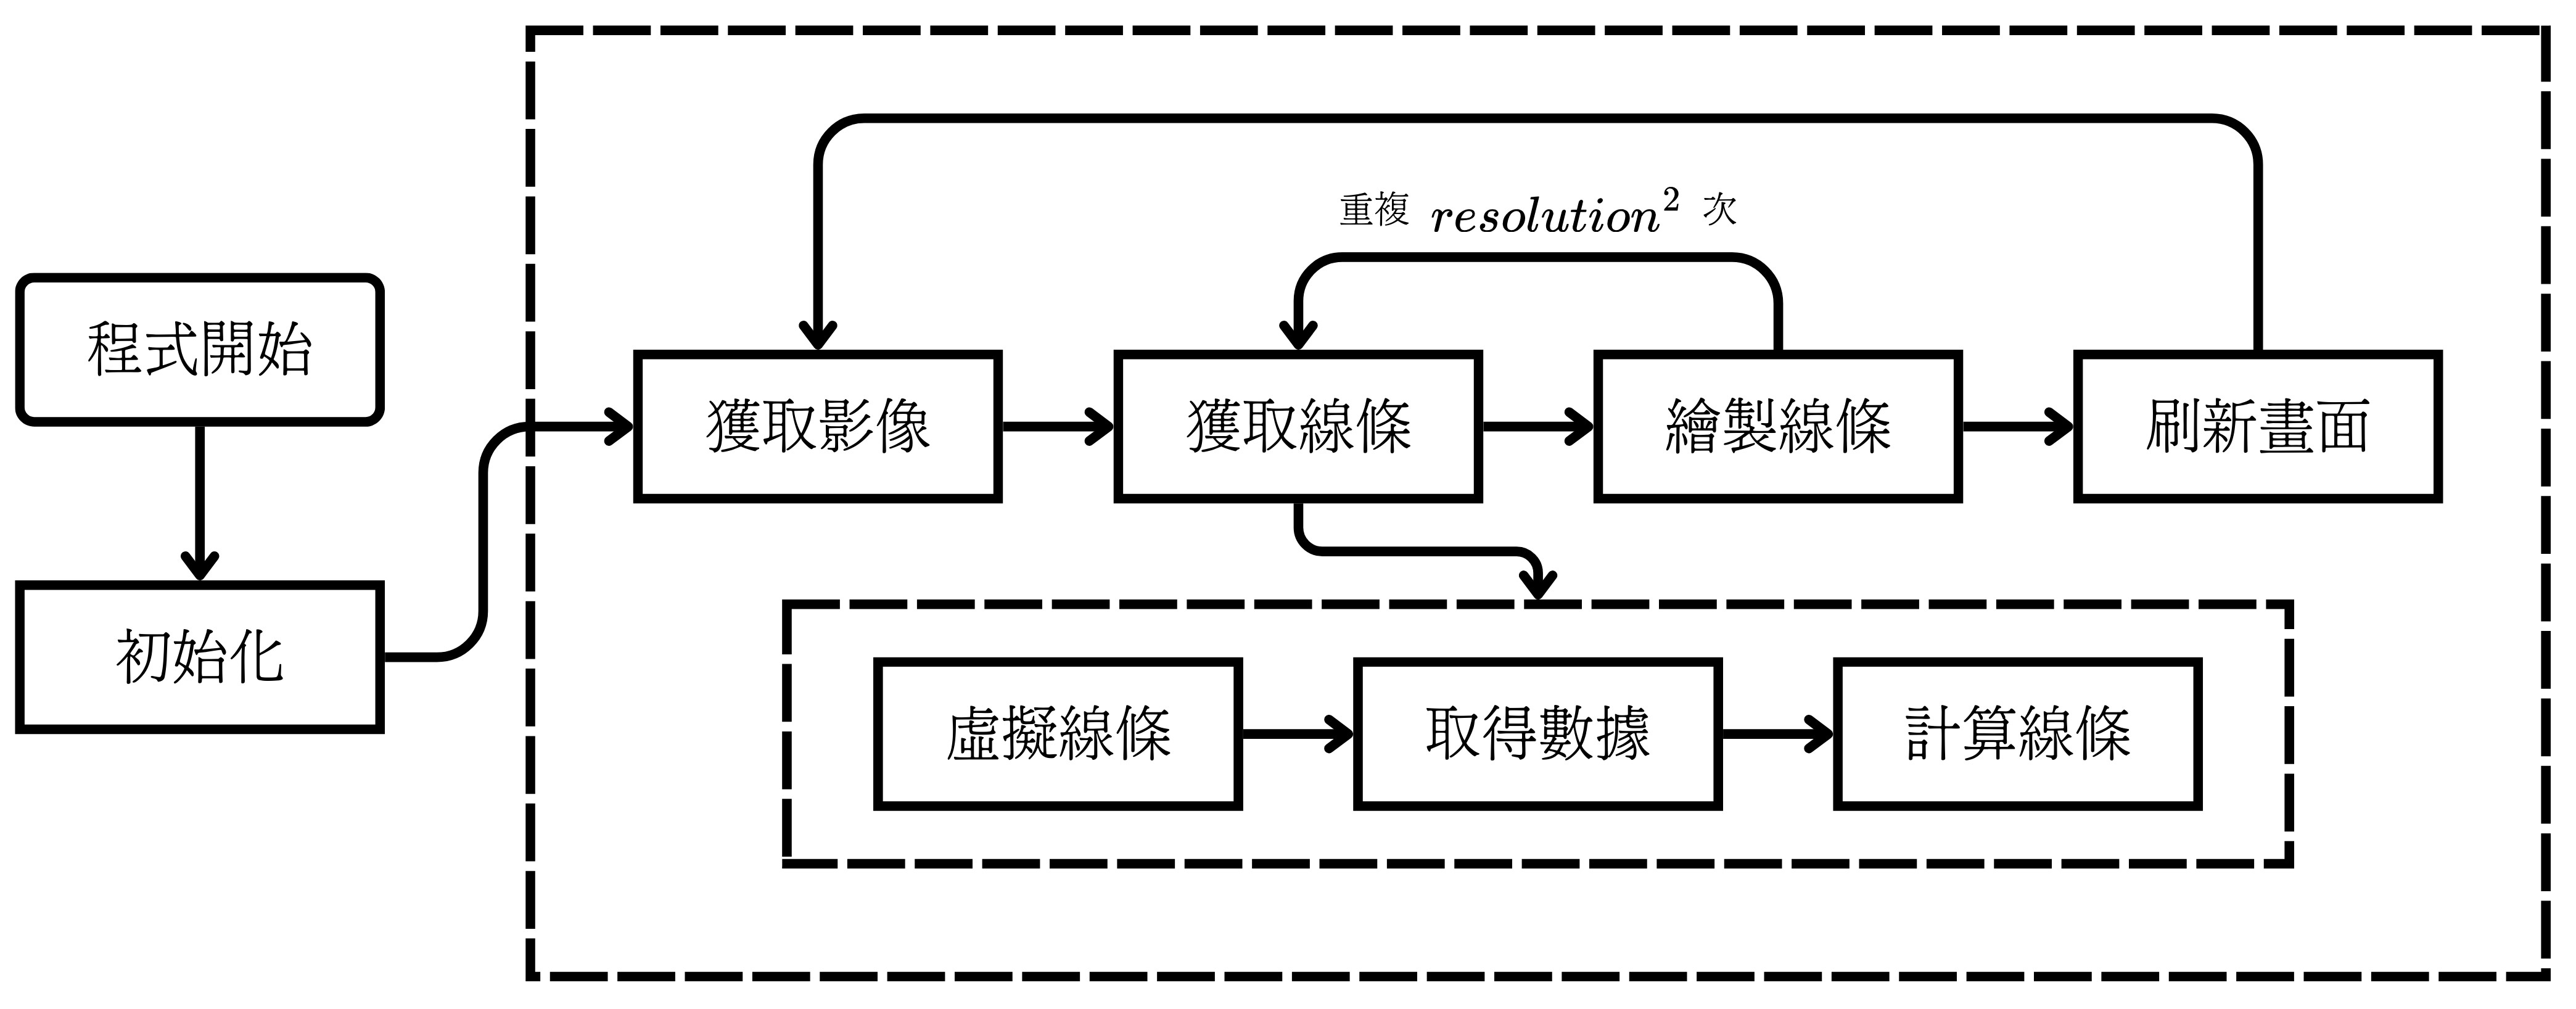 程式開始
初始化
重複 resolution² 次
獲取影像
獲取線條
繪製線條
刷新畫面
虛擬線條
取得數據
計算線條